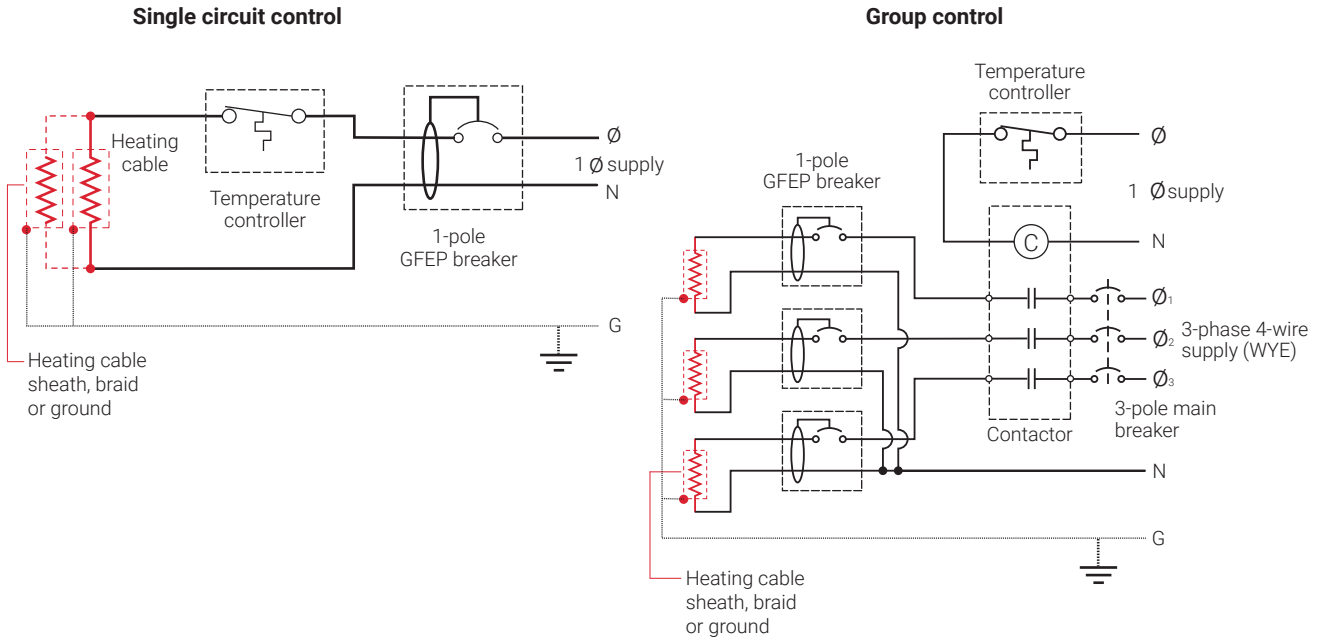 Single circuit control
Heating
cable
Temperature
controller
1-pole
GFEP breaker
Ø
1 Ø supply
N
G
Heating cable
sheath, braid
or ground
Group control
Temperature
controller
Ø
1 Ø supply
N
C
1-pole
GFEP breaker
Ø1
Ø2
Ø3
3-phase 4-wire
supply (WYE)
3-pole main
breaker
Contactor
N
G
Heating cable
sheath, braid
or ground